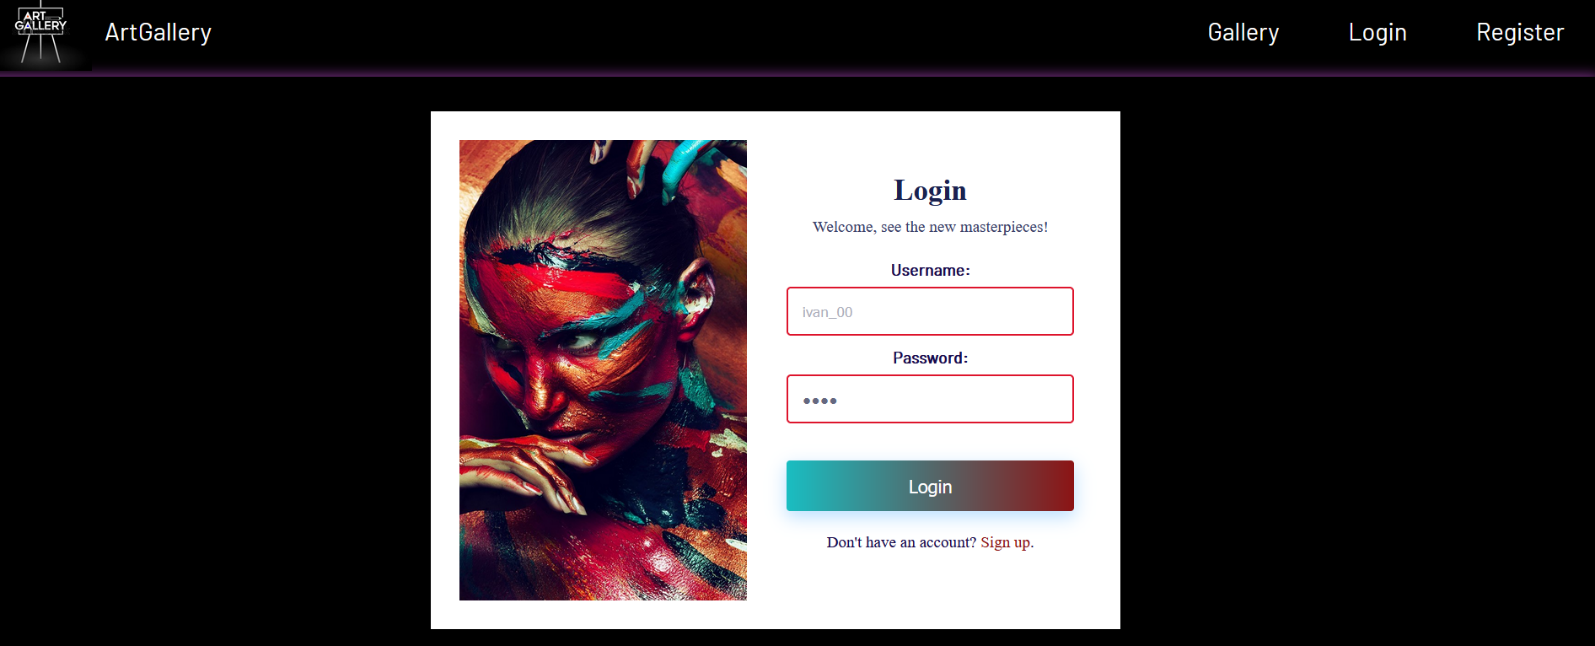 ART
GALLERY
ArtGallery
Gallery
Login
Register
Login
Welcome, see the new masterpieces!
Username:
ivan_00
Password:
••••
Login
Don't have an account? Sign up.